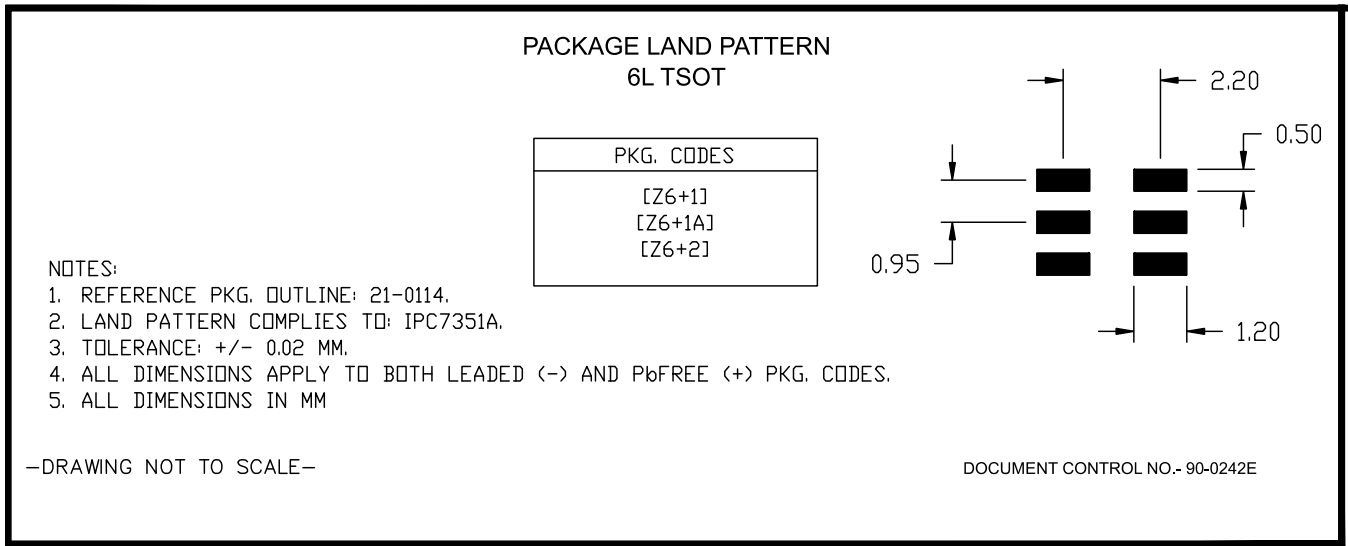 PACKAGE LAND PATTERN
6L TSOT
2.20
0.50
PKG. CODES
[Z6+1]
[Z6+1A]
[Z6+2]
0.95
1.20
NOTES:
1. REFERENCE PKG. OUTLINE: 21-0114.
2. LAND PATTERN COMPLIES TO: IPC7351A.
3. TOLERANCE: +/- 0.02 MM.
4. ALL DIMENSIONS APPLY TO BOTH LEADED (-) AND PbFREE (+) PKG. CODES.
5. ALL DIMENSIONS IN MM
-DRAWING NOT TO SCALE-
DOCUMENT CONTROL NO.- 90-0242E